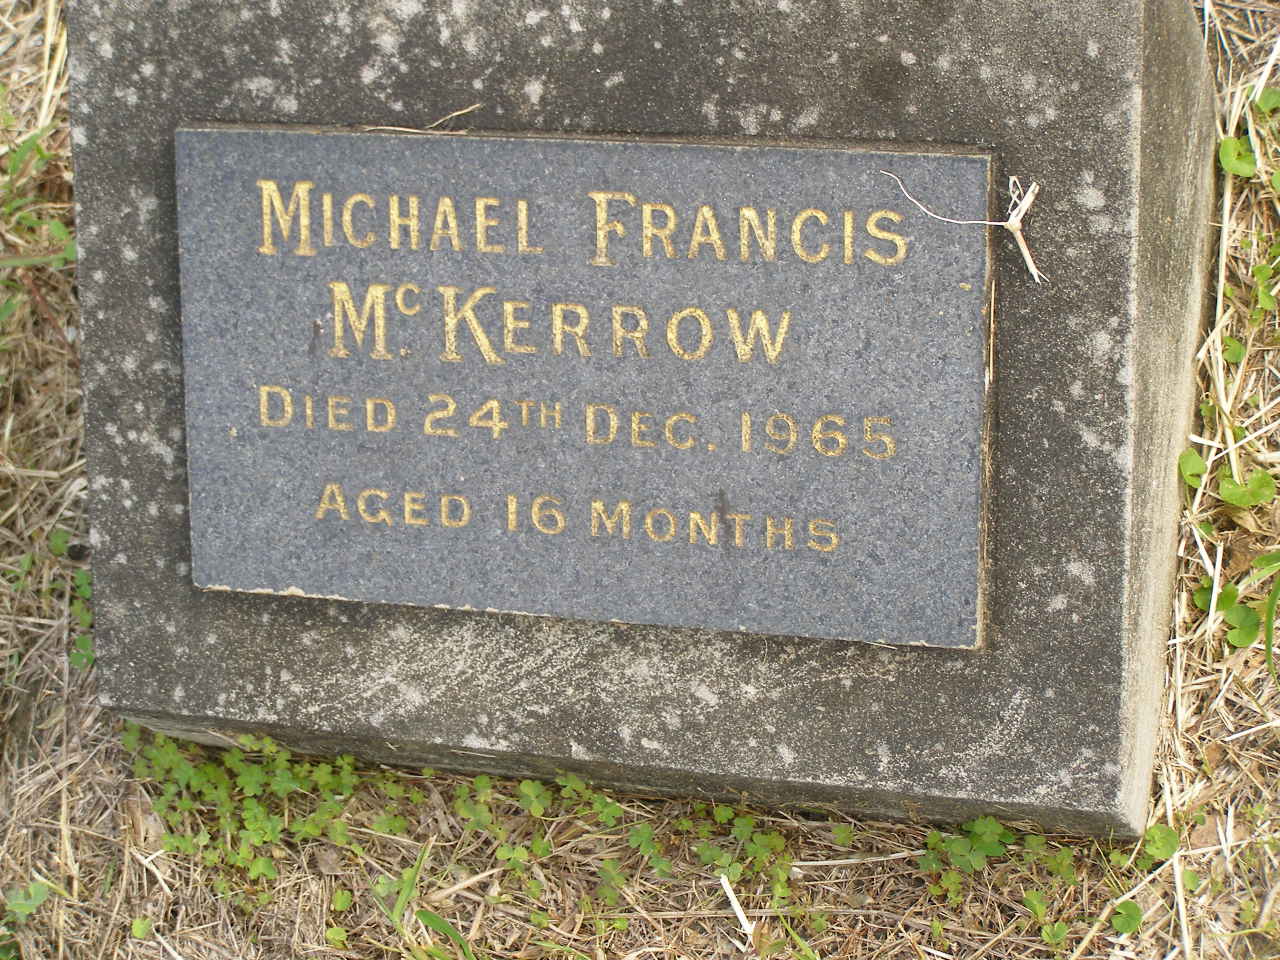 MICHAEL FRANCIS
McKERROW
DIED 24TH DEC. 1965
AGED 16 MONTHS